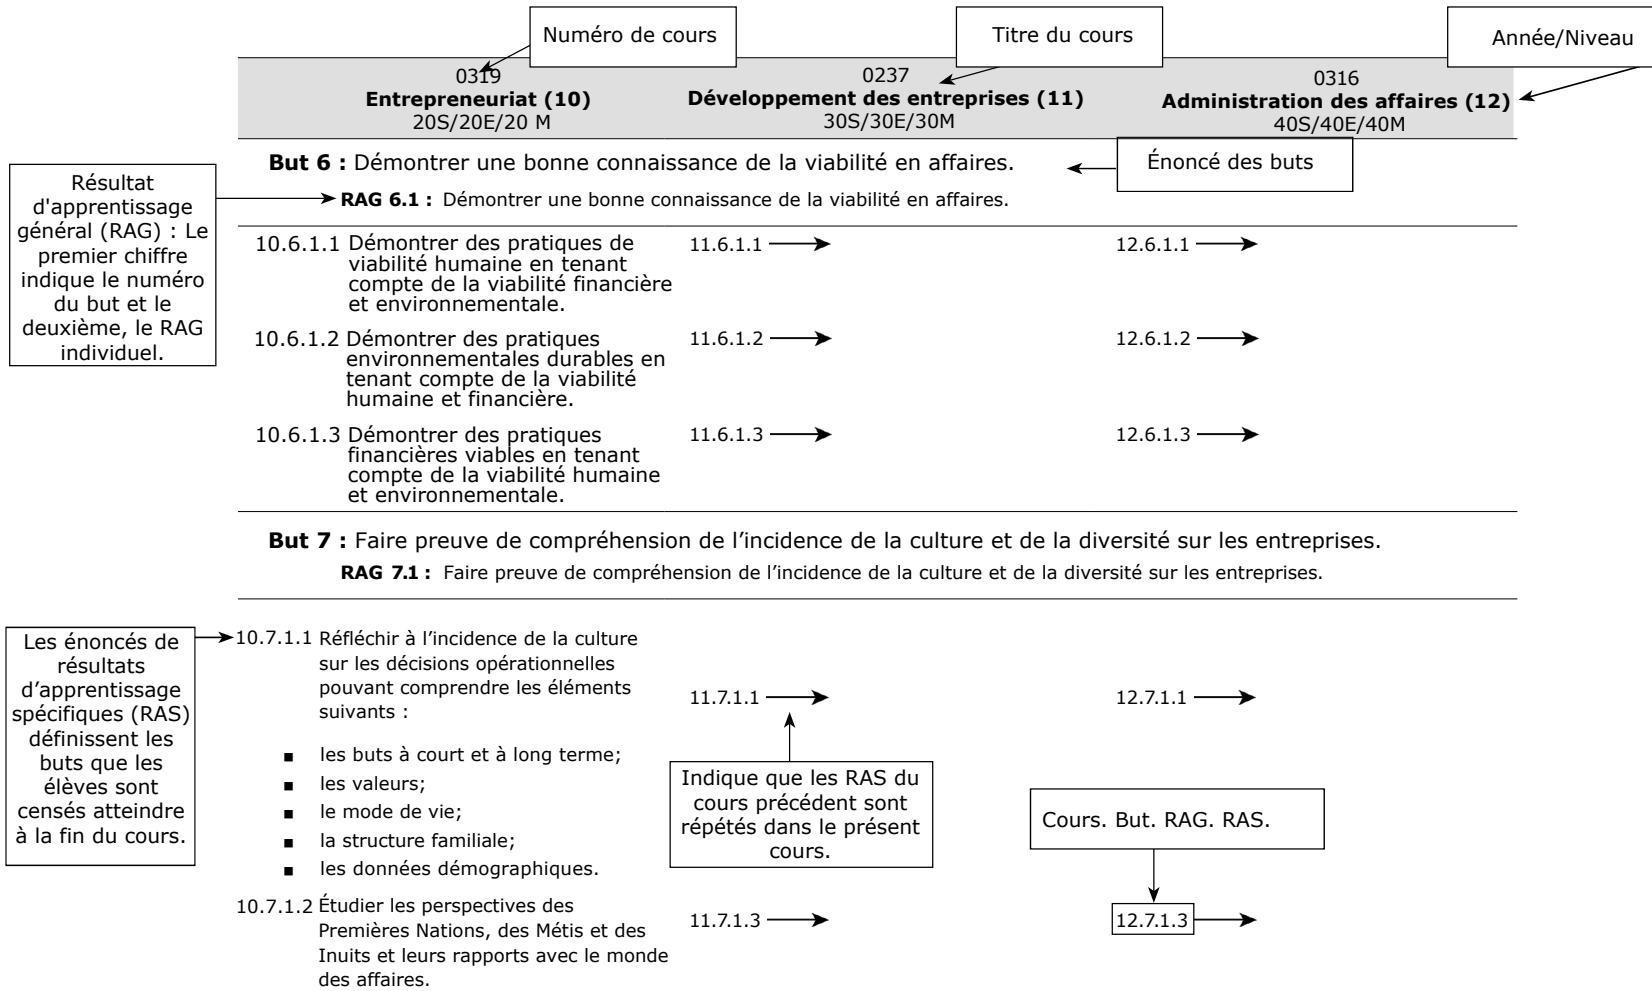 Numéro de cours
Titre du cours
Année/Niveau
0319
Entrepreneuriat (10)
20S/20E/20 M
0237
Développement des entreprises (11)
30S/30E/30M
0316
Administration des affaires (12)
40S/40E/40M
But 6 : Démontrer une bonne connaissance de la viabilité en affaires.
Énoncé des buts
RAG 6.1 : Démontrer une bonne connaissance de la viabilité en affaires.
Résultat
d'apprentissage
général (RAG) : Le
premier chiffre
indique le numéro
du but et le
deuxième, le RAG
individuel.
10.6.1.1 Démontrer des pratiques de
viabilité humaine en tenant
compte de la viabilité financière
et environnementale.
11.6.1.1
12.6.1.1
10.6.1.2 Démontrer des pratiques
environnementales durables en
tenant compte de la viabilité
humaine et financière.
11.6.1.2
12.6.1.2
10.6.1.3 Démontrer des pratiques
financières viables en tenant
compte de la viabilité humaine
et environnementale.
11.6.1.3
12.6.1.3
But 7 : Faire preuve de compréhension de l’incidence de la culture et de la diversité sur les entreprises.
RAG 7.1 : Faire preuve de compréhension de l’incidence de la culture et de la diversité sur les entreprises.
Les énoncés de
résultats
d’apprentissage
spécifiques (RAS)
définissent les
buts que les
élèves sont
censés atteindre
à la fin du cours.
10.7.1.1 Réfléchir à l’incidence de la culture
sur les décisions opérationnelles
pouvant comprendre les éléments
suivants :
■ les buts à court et à long terme;
■ les valeurs;
■ le mode de vie;
■ la structure familiale;
■ les données démographiques.
11.7.1.1
12.7.1.1
Indique que les RAS du
cours précédent sont
répétés dans le présent
cours.
Cours. But. RAG. RAS.
10.7.1.2 Étudier les perspectives des
Premières Nations, des Métis et des
Inuits et leurs rapports avec le monde
des affaires.
11.7.1.3
12.7.1.3